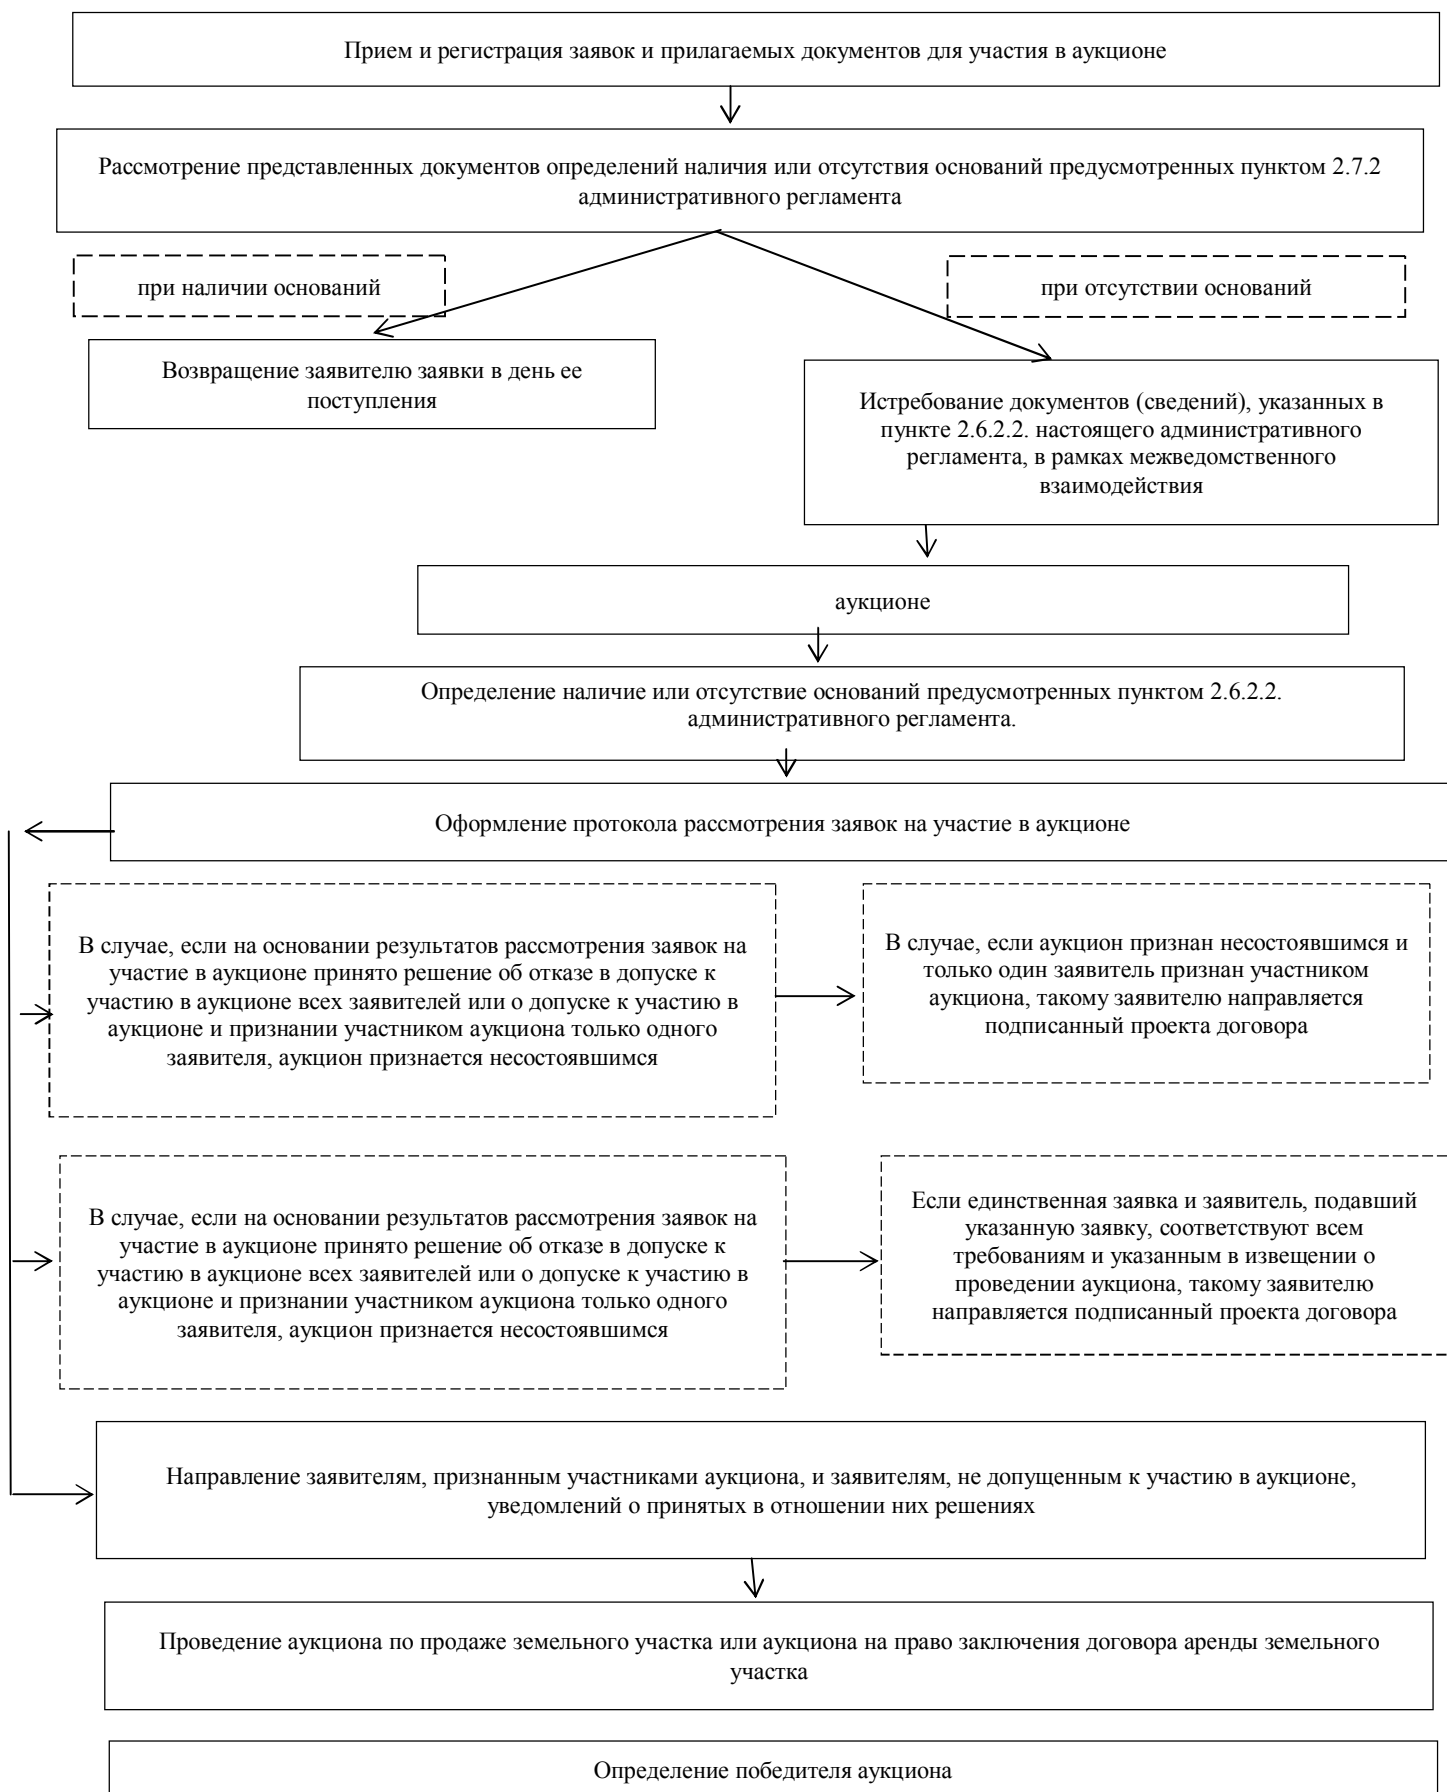 Прием и регистрация заявок и прилагаемых документов для участия в аукционе
Рассмотрение представленных документов определений наличия или отсутствия оснований предусмотренных пунктом 2.7.2
административного регламента
при наличии оснований
при отсутствии оснований
Возвращение заявителю заявки в день ее
поступления
Истребование документов (сведений), указанных в
пункте 2.6.2.2. настоящего административного
регламента, в рамках межведомственного
взаимодействия
аукционе
Определение наличие или отсутствие оснований предусмотренных пунктом 2.6.2.2.
административного регламента.
Оформление протокола рассмотрения заявок на участие в аукционе
В случае, если на основании результатов рассмотрения заявок на
участие в аукционе принято решение об отказе в допуске к
участию в аукционе всех заявителей или о допуске к участию в
аукционе и признании участником аукциона только одного
заявителя, аукцион признается несостоявшимся
В случае, если аукцион признан несостоявшимся и
только один заявитель признан участником
аукциона, такому заявителю направляется
подписанный проекта договора
В случае, если на основании результатов рассмотрения заявок на
участие в аукционе принято решение об отказе в допуске к
участию в аукционе всех заявителей или о допуске к участию в
аукционе и признании участником аукциона только одного
заявителя, аукцион признается несостоявшимся
Если единственная заявка и заявитель, подавший
указанную заявку, соответствуют всем
требованиям и указанным в извещении о
проведении аукциона, такому заявителю
направляется подписанный проекта договора
Направление заявителям, признанным участниками аукциона, и заявителям, не допущенным к участию в аукционе,
уведомлений о принятых в отношении них решениях
Проведение аукциона по продаже земельного участка или аукциона на право заключения договора аренды земельного
участка
Определение победителя аукциона